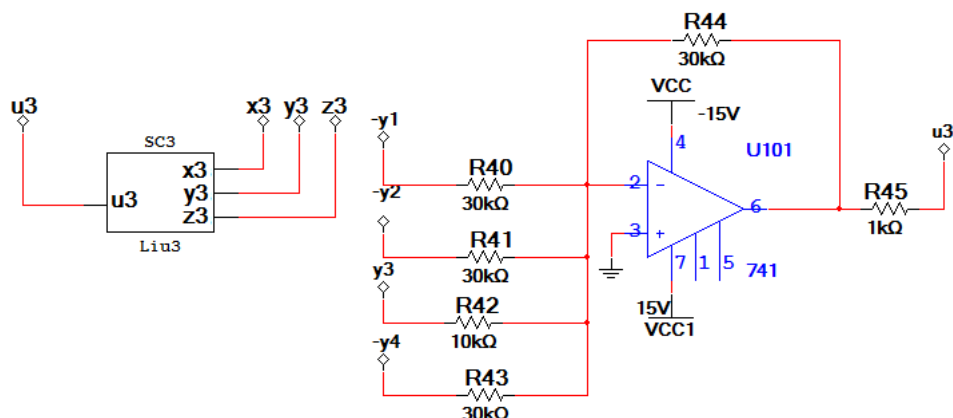 u3
x3 y3 z3
SC3
x3
y3
z3
u3
Liu3
-y1
R40
30kΩ
-y2
R41
30kΩ
y3
R42
10kΩ
-y4
R43
30kΩ
R44
30kΩ
VCC
-15V
4
U101
2
3
6
7 1 5
741
15V
VCC1
R45
1kΩ
u3